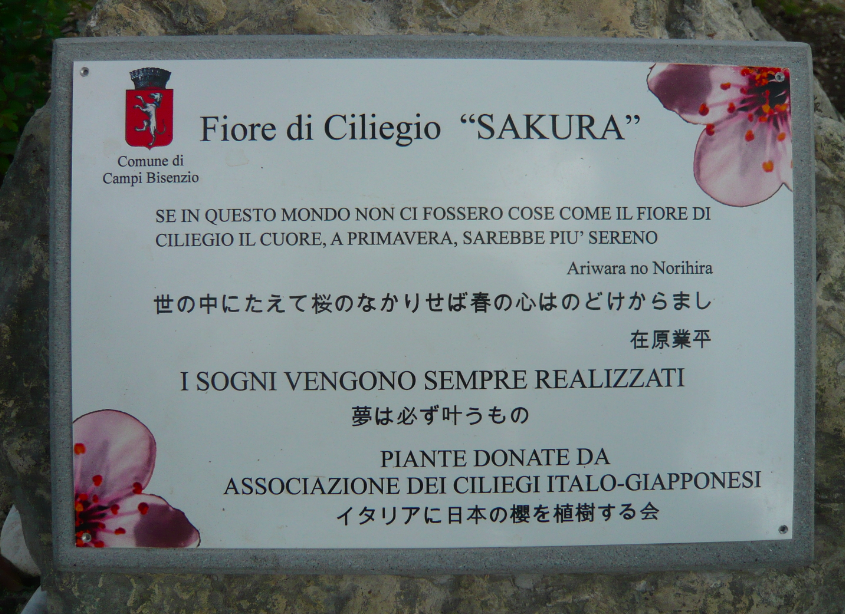 Comune di
Campi Bisenzio
Fiore di Ciliegio “SAKURA”
SE IN QUESTO MONDO NON CI FOSSERO COSE COME IL FIORE DI
CILIEGIO IL CUORE, A PRIMAVERA, SAREBBE PIU’ SERENO
Ariwara no Norihira
世の中にたえて桜のなかりせば春の心はのどけからまし
在原業平
I SOGNI VENGONO SEMPRE REALIZZATI
夢は必ず叶うもの
PIANTE DONATE DA
ASSOCIAZIONE DEI CILIEGI ITALO-GIAPPONESI
イタリアに日本の櫻を植樹する会